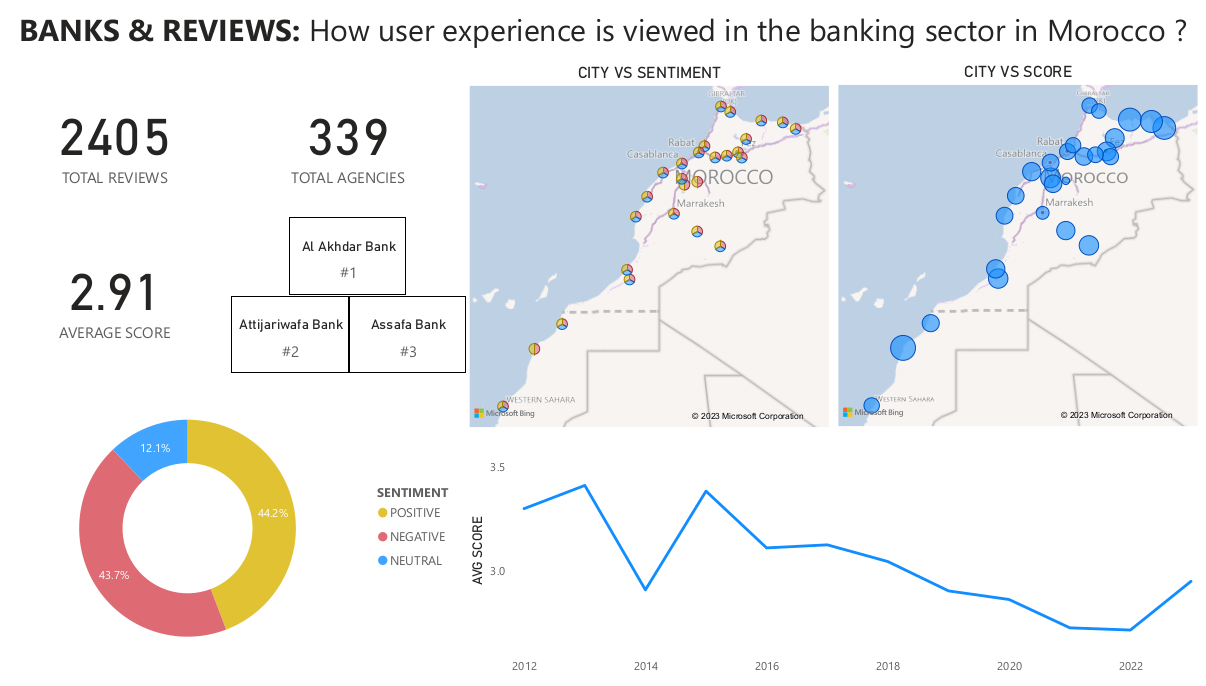 BANKS & REVIEWS: How user experience is viewed in the banking sector in Morocco ?
2405
TOTAL REVIEWS
339
TOTAL AGENCIES
2.91
AVERAGE SCORE
Al Akhdar Bank
#1
Attijariwafa Bank
#2
Assafa Bank
#3
CITY VS SENTIMENT
GIBRALTAR
Rabat
Casablanca
MOROCCO
Marrakesh
WESTERN SAHARA
Microsoft Bing
© 2023 Microsoft Corporation
CITY VS SCORE
GIBRALTAR
Rabat
Casablanca
MOROCCO
Marrakesh
WESTERN SAHARA
Microsoft Bing
© 2023 Microsoft Corporation
12.1%
44.2%
43.7%
SENTIMENT
POSITIVE
NEGATIVE
NEUTRAL
AVG SCORE
3.5
3.0
2012
2014
2016
2018
2020
2022